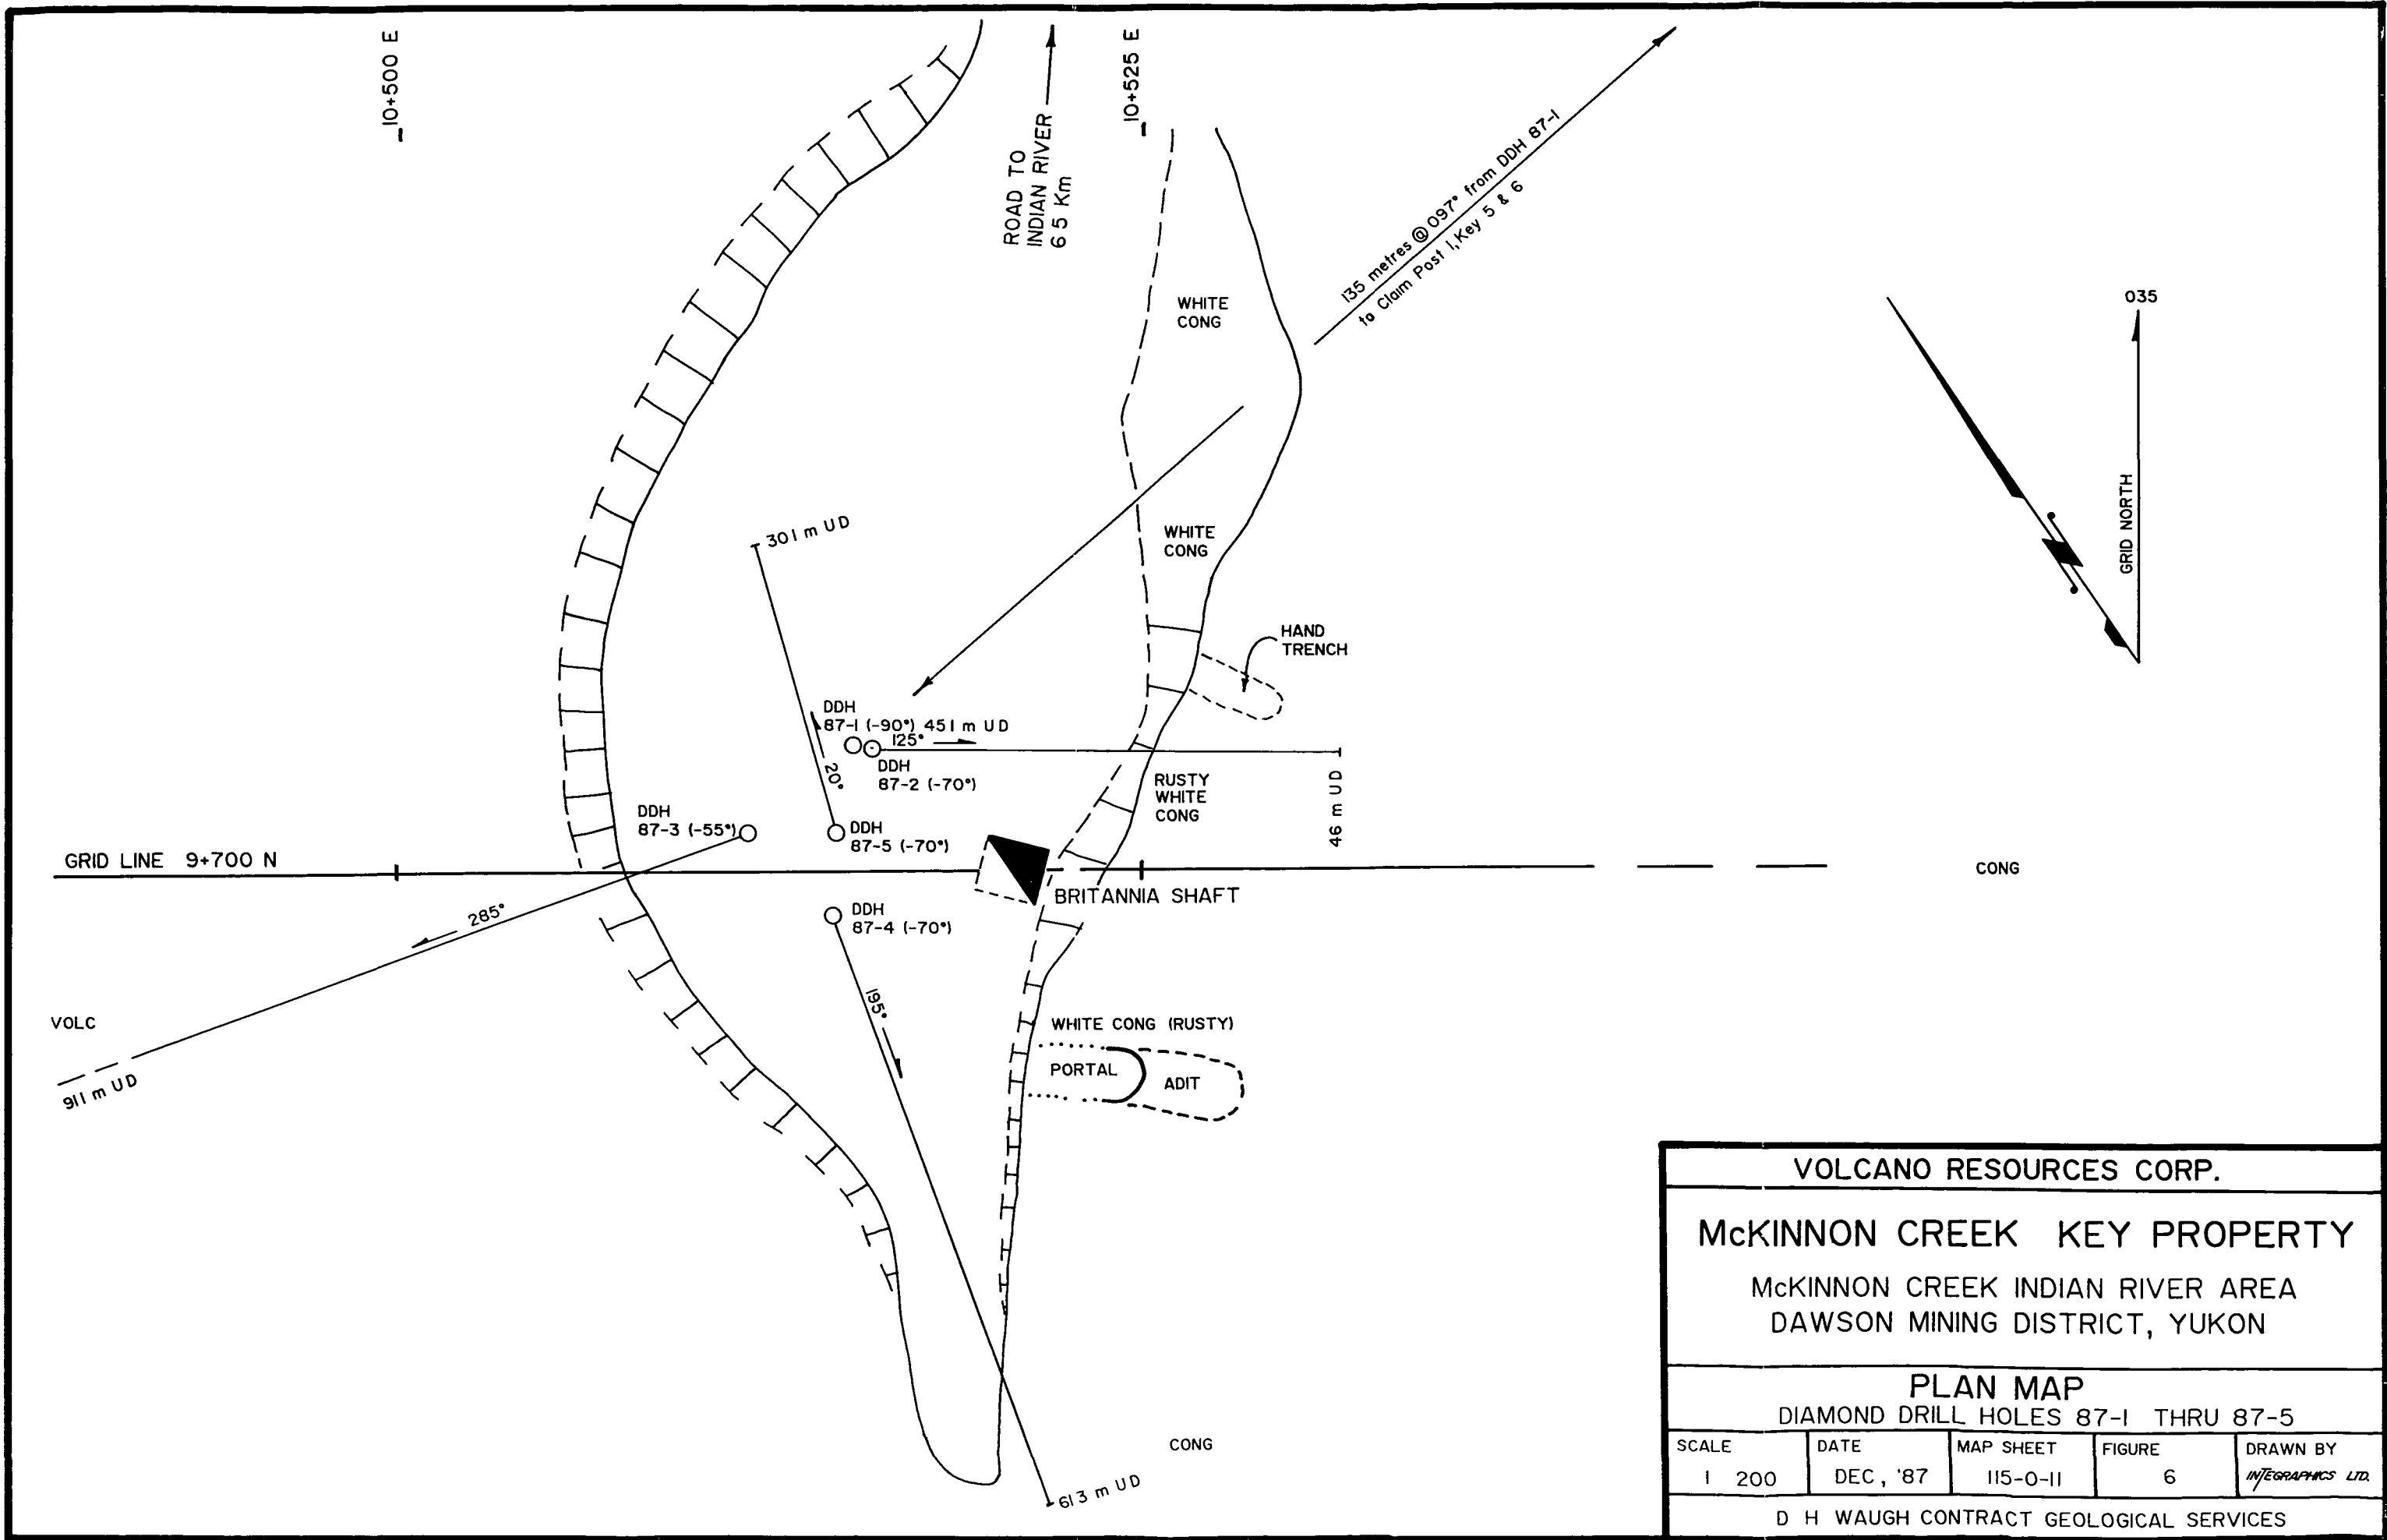 10+500 E
10+525 E
ROAD TO
INDIAN RIVER
6 5 Km
135 metres @ 097° from DDH 87-1
to Claim Post 1, Key 5 & 6
035
GRID NORTH
WHITE
CONG
WHITE
CONG
301 m UD
HAND
TRENCH
DDH
87-1 (-90°) 451 m UD
125°
DDH
87-2 (-70°)
20°
RUSTY
WHITE
CONG
46 m UD
DDH
87-3 (-55°)
DDH
87-5 (-70°)
GRID LINE 9+700 N
CONG
BRITANNIA SHAFT
285°
DDH
87-4 (-70°)
195°
VOLC
911 m UD
WHITE CONG (RUSTY)
PORTAL
ADIT
CONG
613 m UD
VOLCANO RESOURCES CORP.
McKINNON CREEK KEY PROPERTY
McKINNON CREEK INDIAN RIVER AREA
DAWSON MINING DISTRICT, YUKON
PLAN MAP
DIAMOND DRILL HOLES 87-1 THRU 87-5
SCALE
1 200
DATE
DEC, '87
MAP SHEET
115-O-11
FIGURE
6
DRAWN BY
INTEGRAPHICS LTD.
D H WAUGH CONTRACT GEOLOGICAL SERVICES